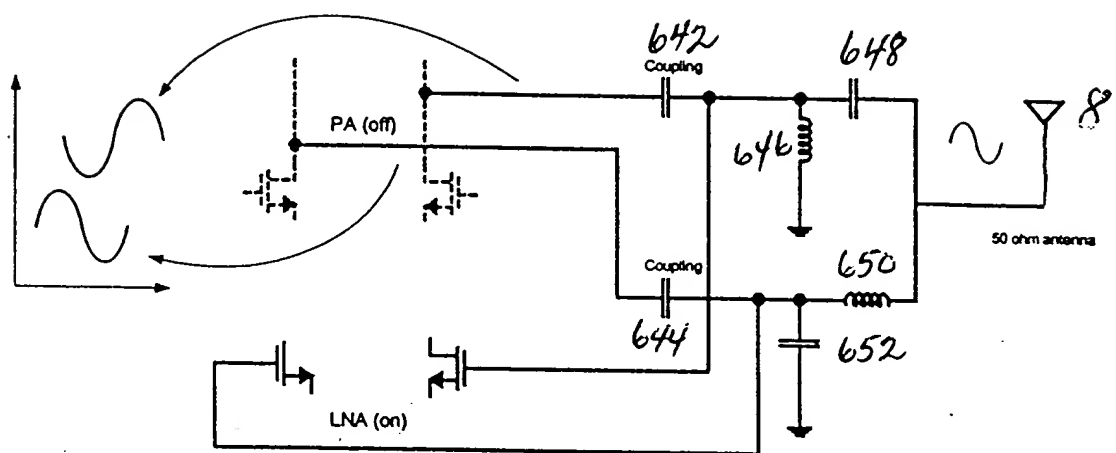 642
648
Coupling
8
PA (off)
646
50 ohm antenna
Coupling
650
644
652
LNA (on)